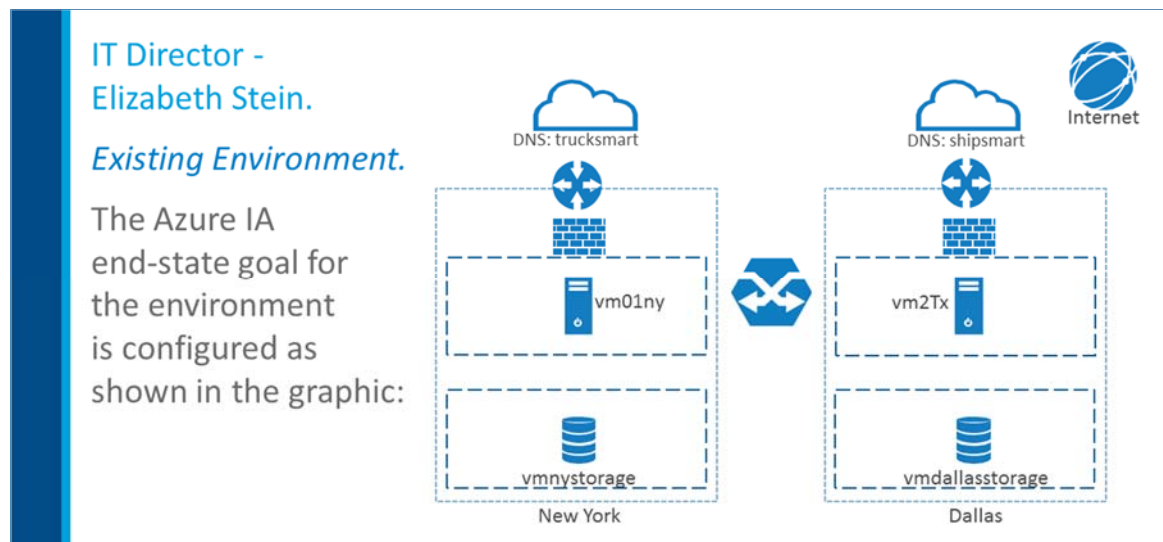 IT Director -
Elizabeth Stein.
Existing Environment.
The Azure IA
end-state goal for
the environment
is configured as
shown in the graphic:
Internet
DNS: trucksmart
DNS: shipsmart
vm01ny
vm2Tx
vmnystorage
vmdallasstorage
New York
Dallas